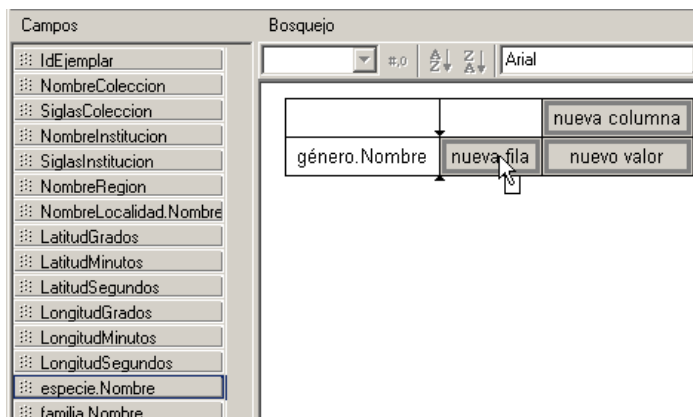 Campos
IdEjemplar
NombreColeccion
SiglasColeccion
NombreInstitucion
SiglasInstitucion
NombreRegion
NombreLocalidad.Nombre
LatitudGrados
LatitudMinutos
LatitudSegundos
LongitudGrados
LongitudMinutos
LongitudSegundos
especie.Nombre
familia.Nombre
Bosquejo
#,0 A Z Z A Arial
nueva columna
género.Nombre nueva fila nuevo valor